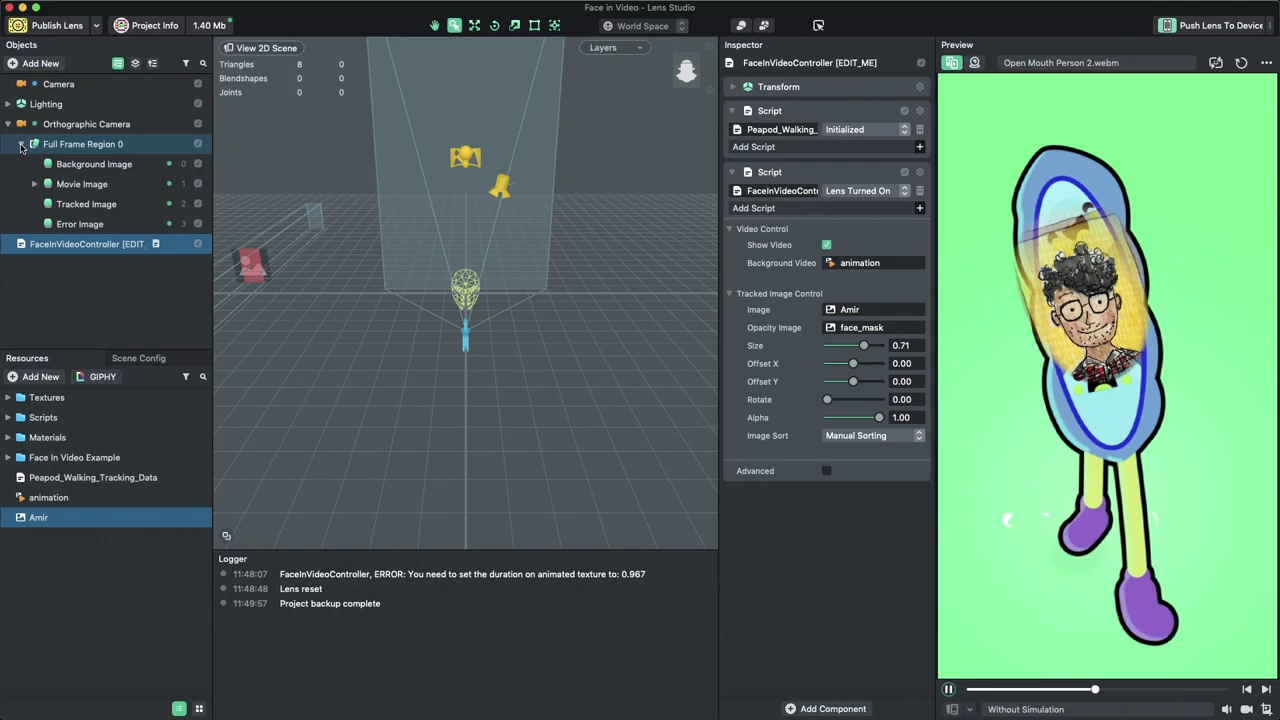 Face in Video - Lens Studio
Publish Lens
Project Info
1.40 Mb
World Space
Push Lens To Device
Objects
Add New
Camera
Lighting
Orthographic Camera
Full Frame Region 0
Background Image 0
Movie Image 1
Tracked Image 2
Error Image 3
FaceInVideoController [EDIT_
Resources
Scene Config
Add New
GIPHY
Textures
Scripts
Materials
Face In Video Example
Peapod_Walking_Tracking_Data
animation
Amir
View 2D Scene
Layers
Triangles 8 0
Blendshapes 0 0
Joints 0 0
Logger
11:48:07 FaceInVideoController, ERROR: You need to set the duration on animated texture to: 0.967
11:48:48 Lens reset
11:49:57 Project backup complete
Inspector
FaceInVideoController [EDIT_ME]
Transform
Script
Peapod_Walking_ Initialized
Add Script
Script
FaceInVideoContr Lens Turned On
Add Script
Video Control
Show Video
Background Video animation
Tracked Image Control
Image Amir
Opacity Image face_mask
Size 0.71
Offset X 0.00
Offset Y 0.00
Rotate 0.00
Alpha 1.00
Image Sort Manual Sorting
Advanced
Add Component
Preview
Open Mouth Person 2.webm
Without Simulation